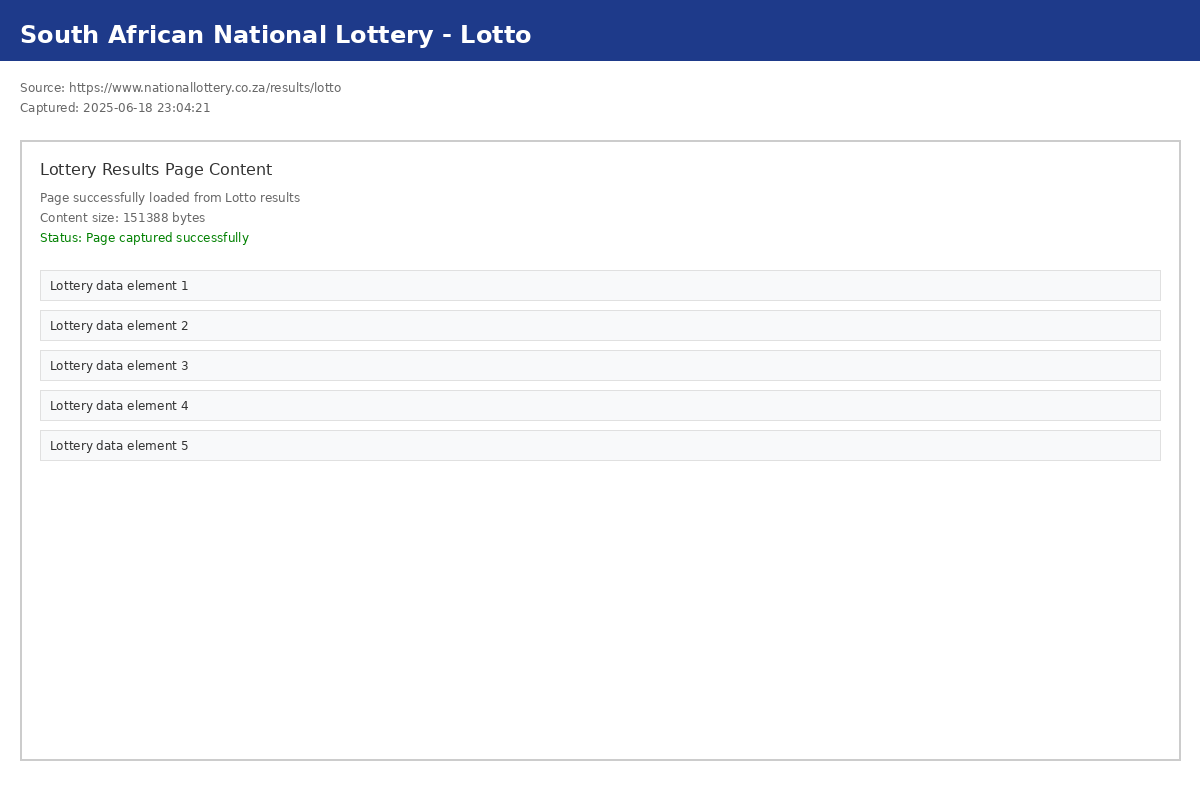 South African National Lottery - Lotto
Source: https://www.nationallottery.co.za/results/lotto
Captured: 2025-06-18 23:04:21
Lottery Results Page Content
Page successfully loaded from Lotto results
Content size: 151388 bytes
Status: Page captured successfully
Lottery data element 1
Lottery data element 2
Lottery data element 3
Lottery data element 4
Lottery data element 5